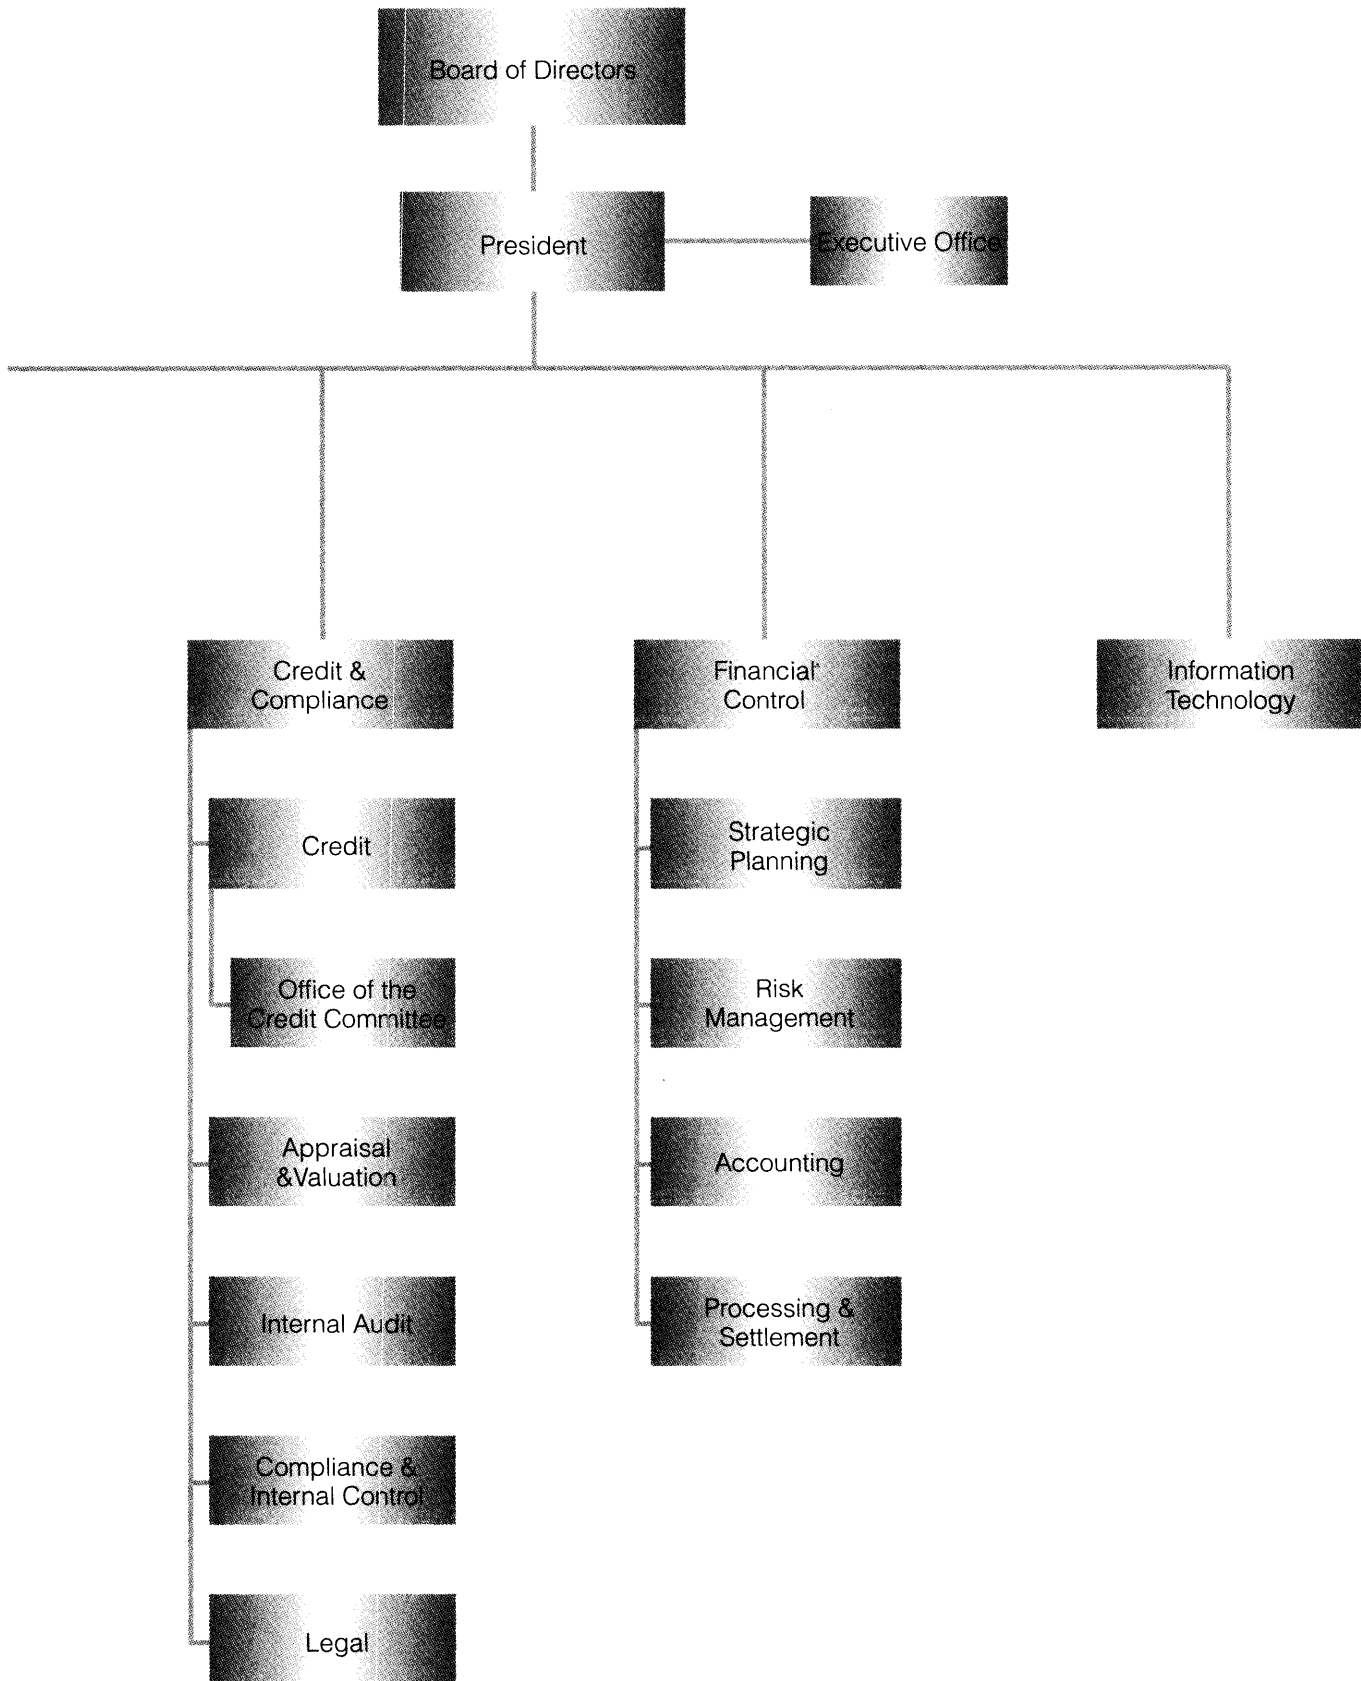 Board of Directors
President
Executive Office
Credit &
Compliance
Credit
Office of the
Credit Committee
Appraisal
&Valuation
Internal Audit
Compliance &
Internal Control
Legal
Financial
Control
Strategic
Planning
Risk
Management
Accounting
Processing &
Settlement
Information
Technology